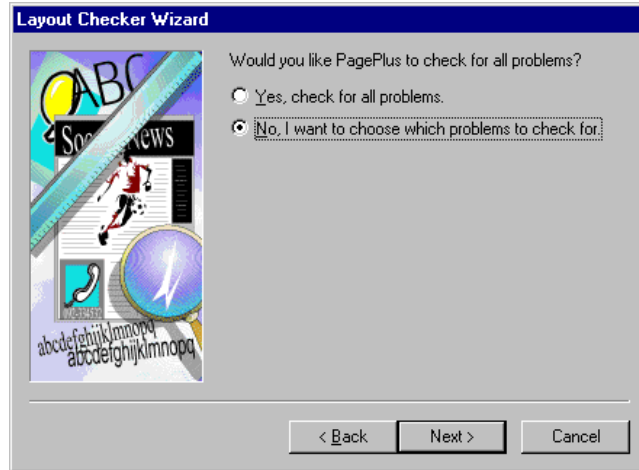 Layout Checker Wizard
Would you like PagePlus to check for all problems?
Yes, check for all problems.
No, I want to choose which problems to check for.
ABC
News
abcdefghijklmnopq
abcdefghijklmnopq
< Back
Next >
Cancel